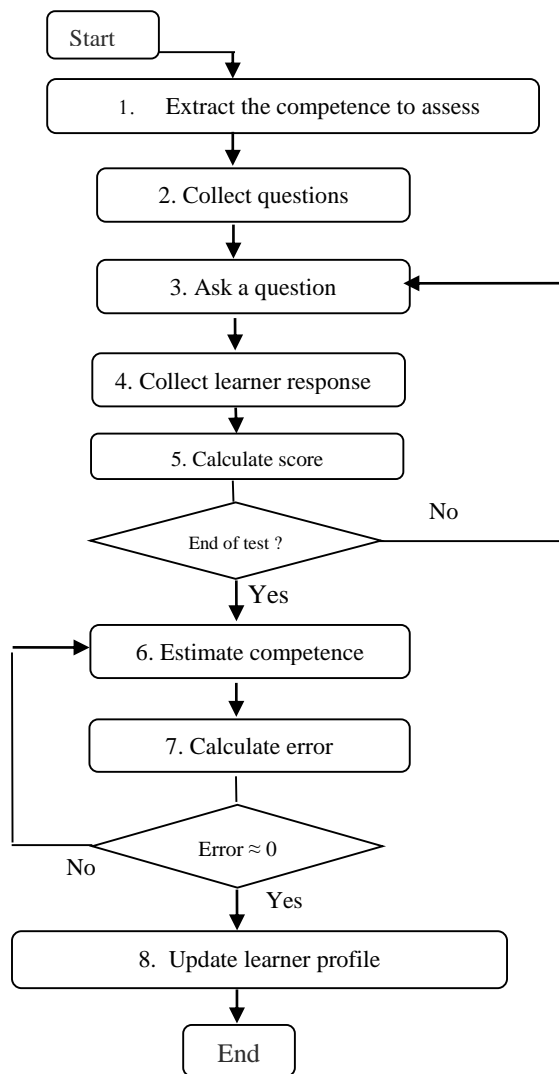 Start
1. Extract the competence to assess
2. Collect questions
3. Ask a question
4. Collect learner response
5. Calculate score
No
End of test ?
Yes
6. Estimate competence
7. Calculate error
Error ≈ 0
No
Yes
8. Update learner profile
End